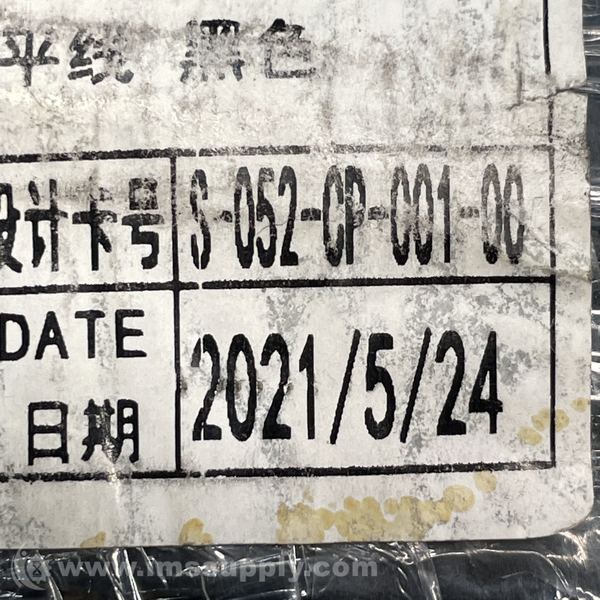 平线 黑色
设计卡号 S-052-CP-001-00
DATE
日期 2021/5/24
www.imssupply.com